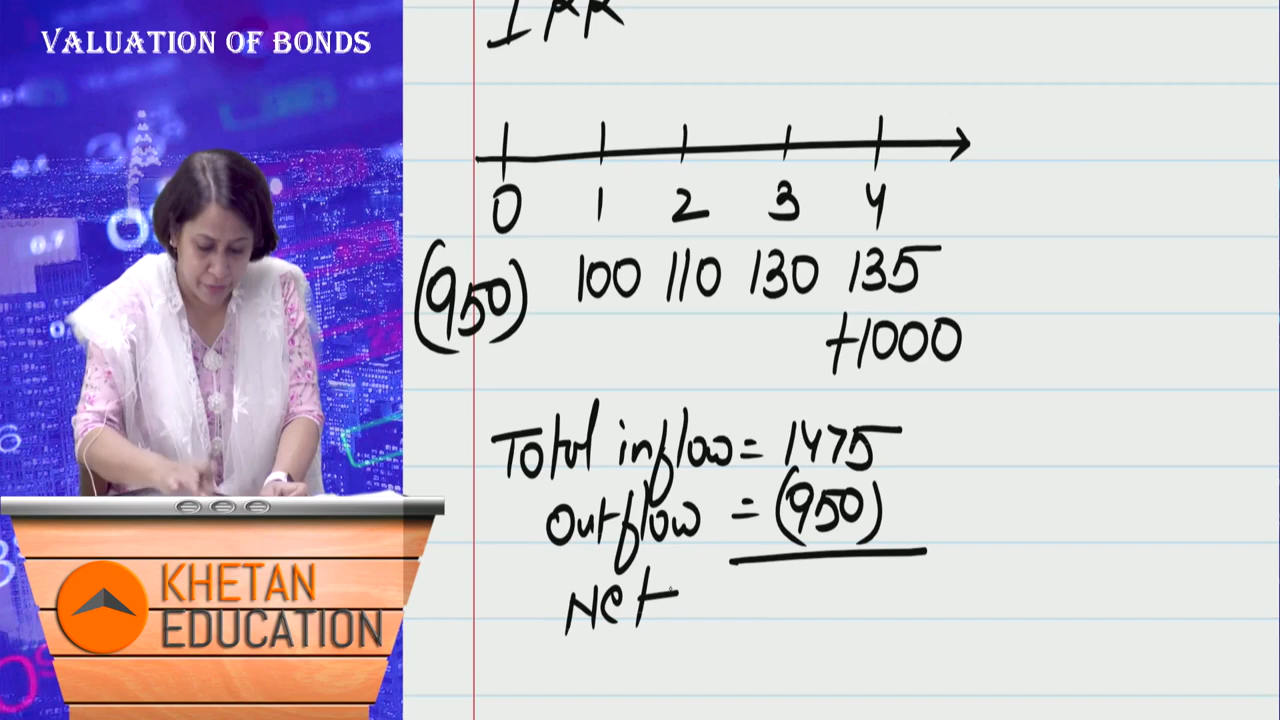 VALUATION OF BONDS
IRR
0 1 2 3 4
(950) 100 110 130 135
+1000
Total inflow = 1475
Outflow = (950)
Net
KHETAN
EDUCATION